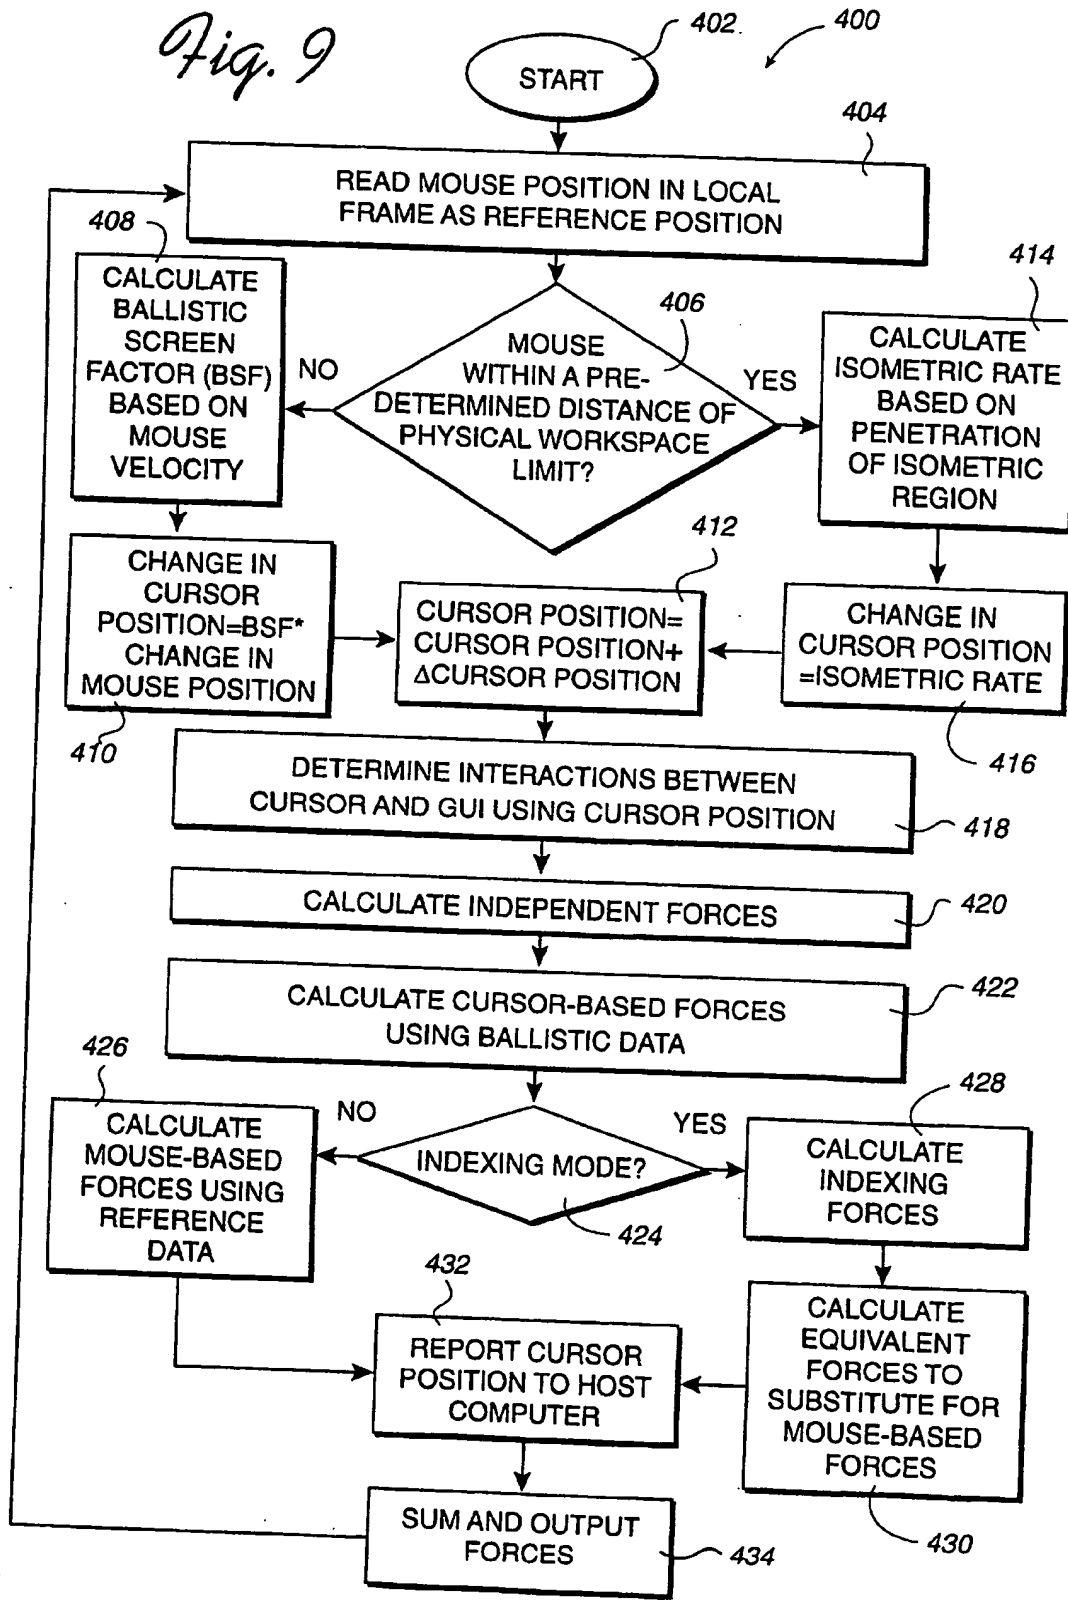 Fig. 9
402.
400
START
404
READ MOUSE POSITION IN LOCAL
FRAME AS REFERENCE POSITION
408
CALCULATE
BALLISTIC
SCREEN
FACTOR (BSF)
BASED ON
MOUSE
VELOCITY
NO
406
MOUSE
WITHIN A PRE-
DETERMINED DISTANCE OF
PHYSICAL WORKSPACE
LIMIT?
YES
414
CALCULATE
ISOMETRIC RATE
BASED ON
PENETRATION
OF ISOMETRIC
REGION
CHANGE IN
CURSOR
POSITION=BSF*
CHANGE IN
MOUSE POSITION
410
412
CURSOR POSITION=
CURSOR POSITION+
ΔCURSOR POSITION
CHANGE IN
CURSOR POSITION
=ISOMETRIC RATE
416
DETERMINE INTERACTIONS BETWEEN
CURSOR AND GUI USING CURSOR POSITION
418
CALCULATE INDEPENDENT FORCES
420
CALCULATE CURSOR-BASED FORCES
USING BALLISTIC DATA
422
426
CALCULATE
MOUSE-BASED
FORCES USING
REFERENCE
DATA
NO
INDEXING MODE?
424
YES
428
CALCULATE
INDEXING
FORCES
432
REPORT CURSOR
POSITION TO HOST
COMPUTER
CALCULATE
EQUIVALENT
FORCES TO
SUBSTITUTE FOR
MOUSE-BASED
FORCES
430
SUM AND OUTPUT
FORCES
434